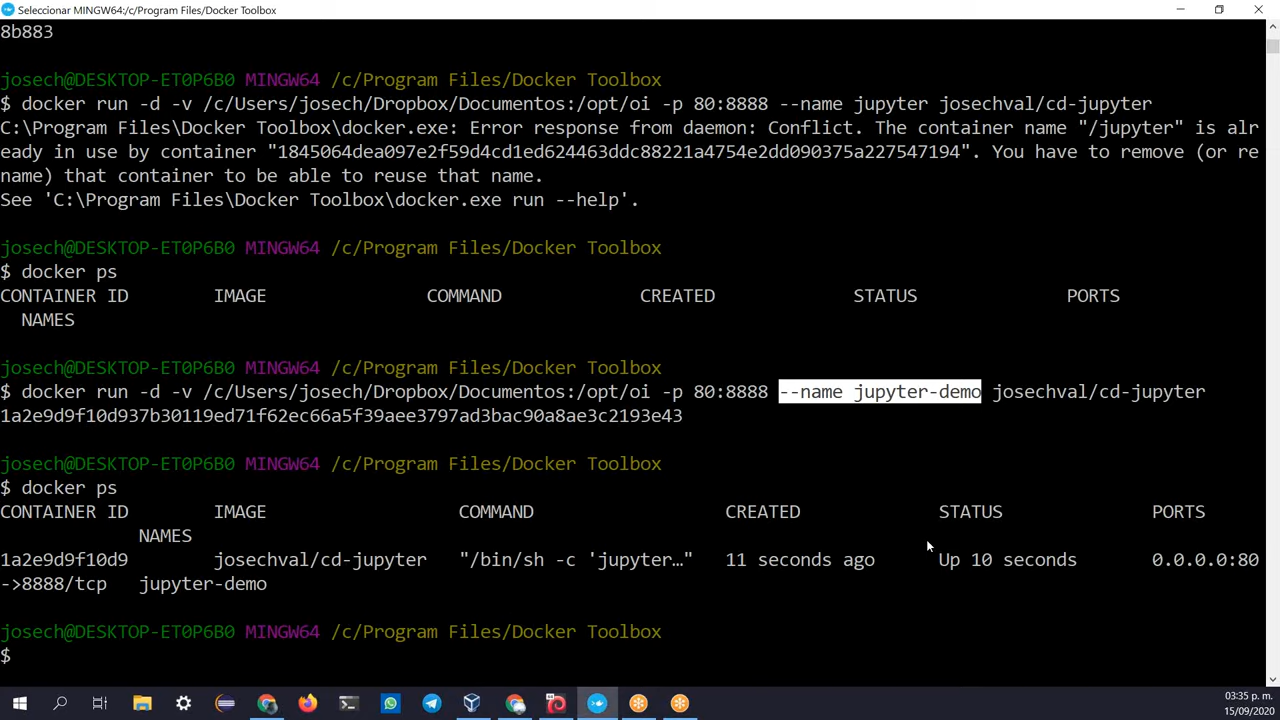 Seleccionar MINGW64:/c/Program Files/Docker Toolbox
8b883
josech@DESKTOP-ET0P6B0 MINGW64 /c/Program Files/Docker Toolbox
$ docker run -d -v /c/Users/josech/Dropbox/Documentos:/opt/oi -p 80:8888 --name jupyter josechval/cd-jupyter
C:\Program Files\Docker Toolbox\docker.exe: Error response from daemon: Conflict. The container name "/jupyter" is alr
eady in use by container "1845064dea097e2f59d4cd1ed624463ddc88221a4754e2dd090375a227547194". You have to remove (or re
name) that container to be able to reuse that name.
See 'C:\Program Files\Docker Toolbox\docker.exe run --help'.
josech@DESKTOP-ET0P6B0 MINGW64 /c/Program Files/Docker Toolbox
$ docker ps
CONTAINER ID IMAGE COMMAND CREATED STATUS PORTS
NAMES
josech@DESKTOP-ET0P6B0 MINGW64 /c/Program Files/Docker Toolbox
$ docker run -d -v /c/Users/josech/Dropbox/Documentos:/opt/oi -p 80:8888 --name jupyter-demo josechval/cd-jupyter
1a2e9d9f10d937b30119ed71f62ec66a5f39aee3797ad3bac90a8ae3c2193e43
josech@DESKTOP-ET0P6B0 MINGW64 /c/Program Files/Docker Toolbox
$ docker ps
CONTAINER ID IMAGE COMMAND CREATED STATUS PORTS
NAMES
1a2e9d9f10d9 josechval/cd-jupyter "/bin/sh -c 'jupyter…" 11 seconds ago Up 10 seconds 0.0.0.0:80
->8888/tcp jupyter-demo
josech@DESKTOP-ET0P6B0 MINGW64 /c/Program Files/Docker Toolbox
$
03:35 p. m.
15/09/2020